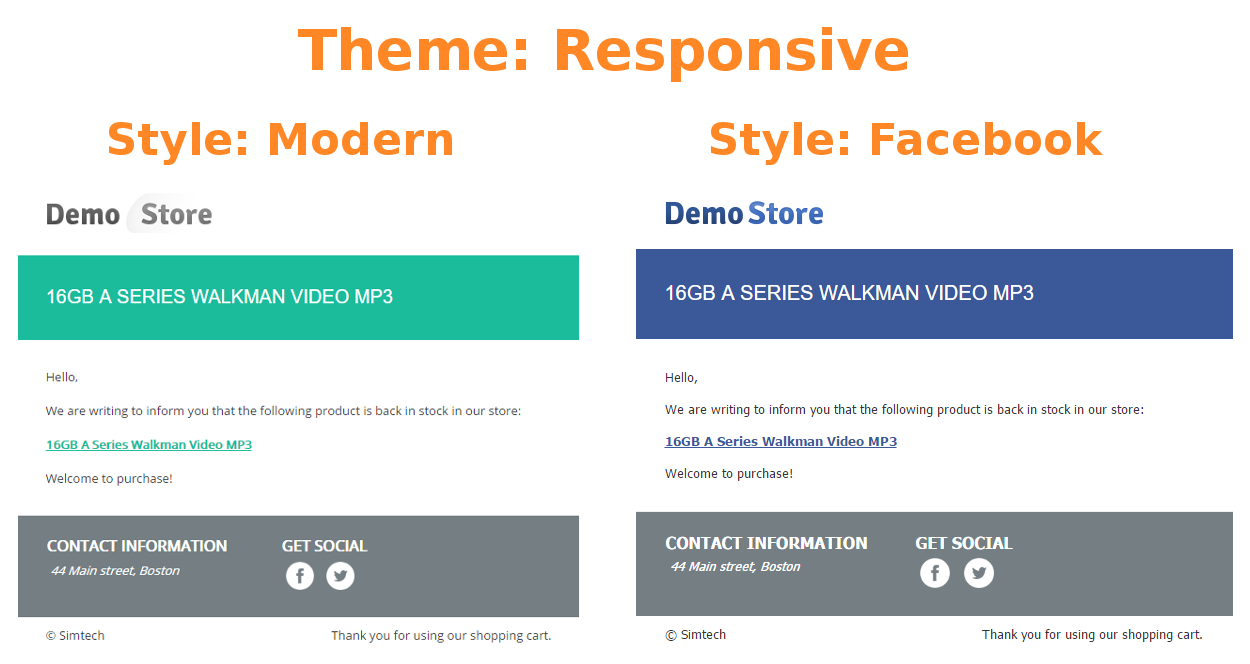 Theme: Responsive
Style: Modern
Demo Store
16GB A SERIES WALKMAN VIDEO MP3
Hello,
We are writing to inform you that the following product is back in stock in our store:
16GB A Series Walkman Video MP3
Welcome to purchase!
CONTACT INFORMATION GET SOCIAL
44 Main street, Boston
© Simtech Thank you for using our shopping cart.
Style: Facebook
Demo Store
16GB A SERIES WALKMAN VIDEO MP3
Hello,
We are writing to inform you that the following product is back in stock in our store:
16GB A Series Walkman Video MP3
Welcome to purchase!
CONTACT INFORMATION GET SOCIAL
44 Main street, Boston
© Simtech Thank you for using our shopping cart.